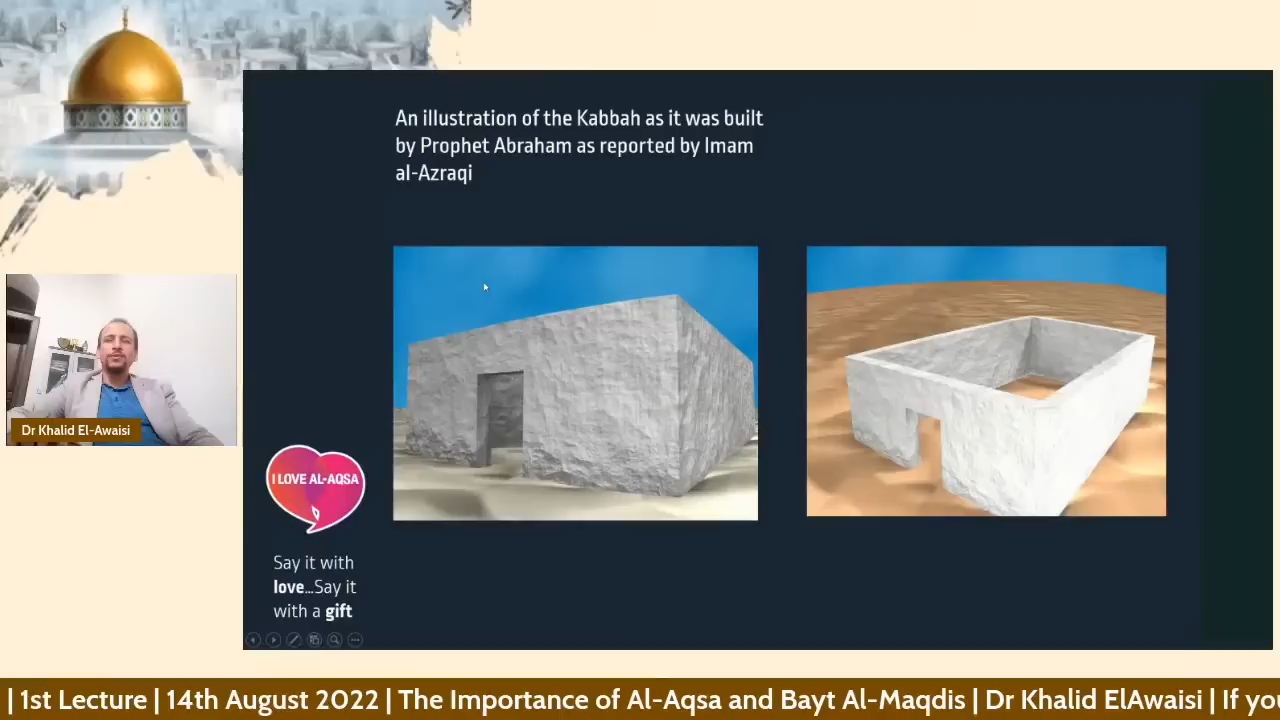 An illustration of the Kabbah as it was built
by Prophet Abraham as reported by Imam
al-Azraqi
Dr Khalid El-Awaisi
I LOVE AL-AQSA
Say it with
love...Say it
with a gift
| 1st Lecture | 14th August 2022 | The Importance of Al-Aqsa and Bayt Al-Maqdis | Dr Khalid ElAwaisi | If you